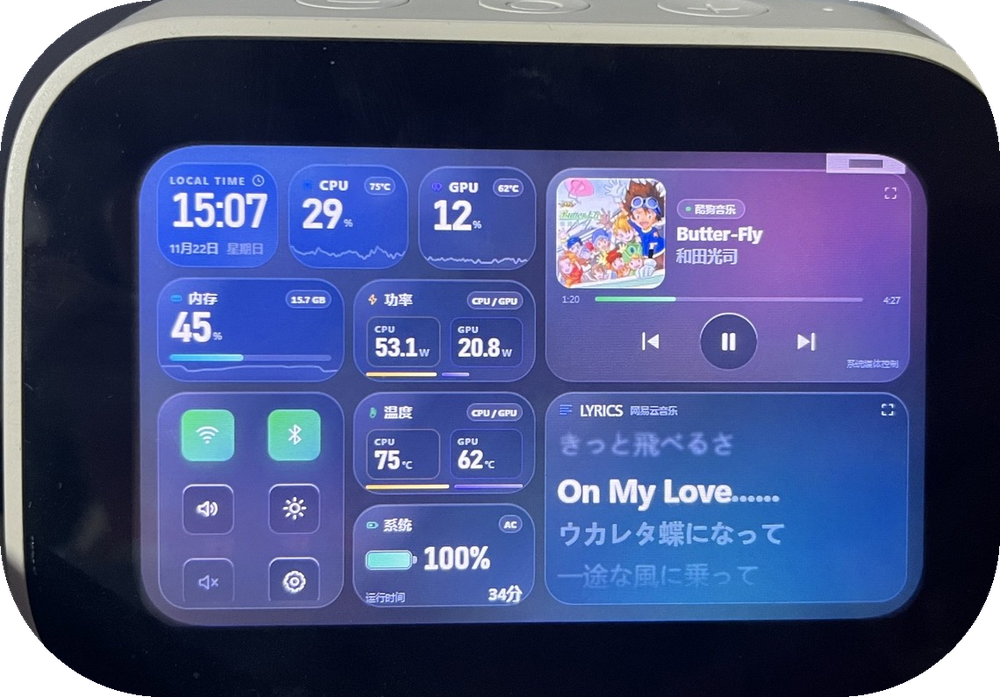 LOCAL TIME
15:07
11月22日 星期日
CPU 75°C
29%
GPU 62°C
12%
内存 15.7 GB
45%
功率 CPU / GPU
CPU
53.1W
GPU
20.8W
温度 CPU / GPU
CPU
75°C
GPU
62°C
系统 AC
100%
运行时间 34分
酷狗音乐
Butter-Fly
和田光司
1:20
4:27
系统媒体控制
LYRICS 网易云音乐
きっと飛べるさ
On My Love......
ウカレタ蝶になって
一途な風に乗って